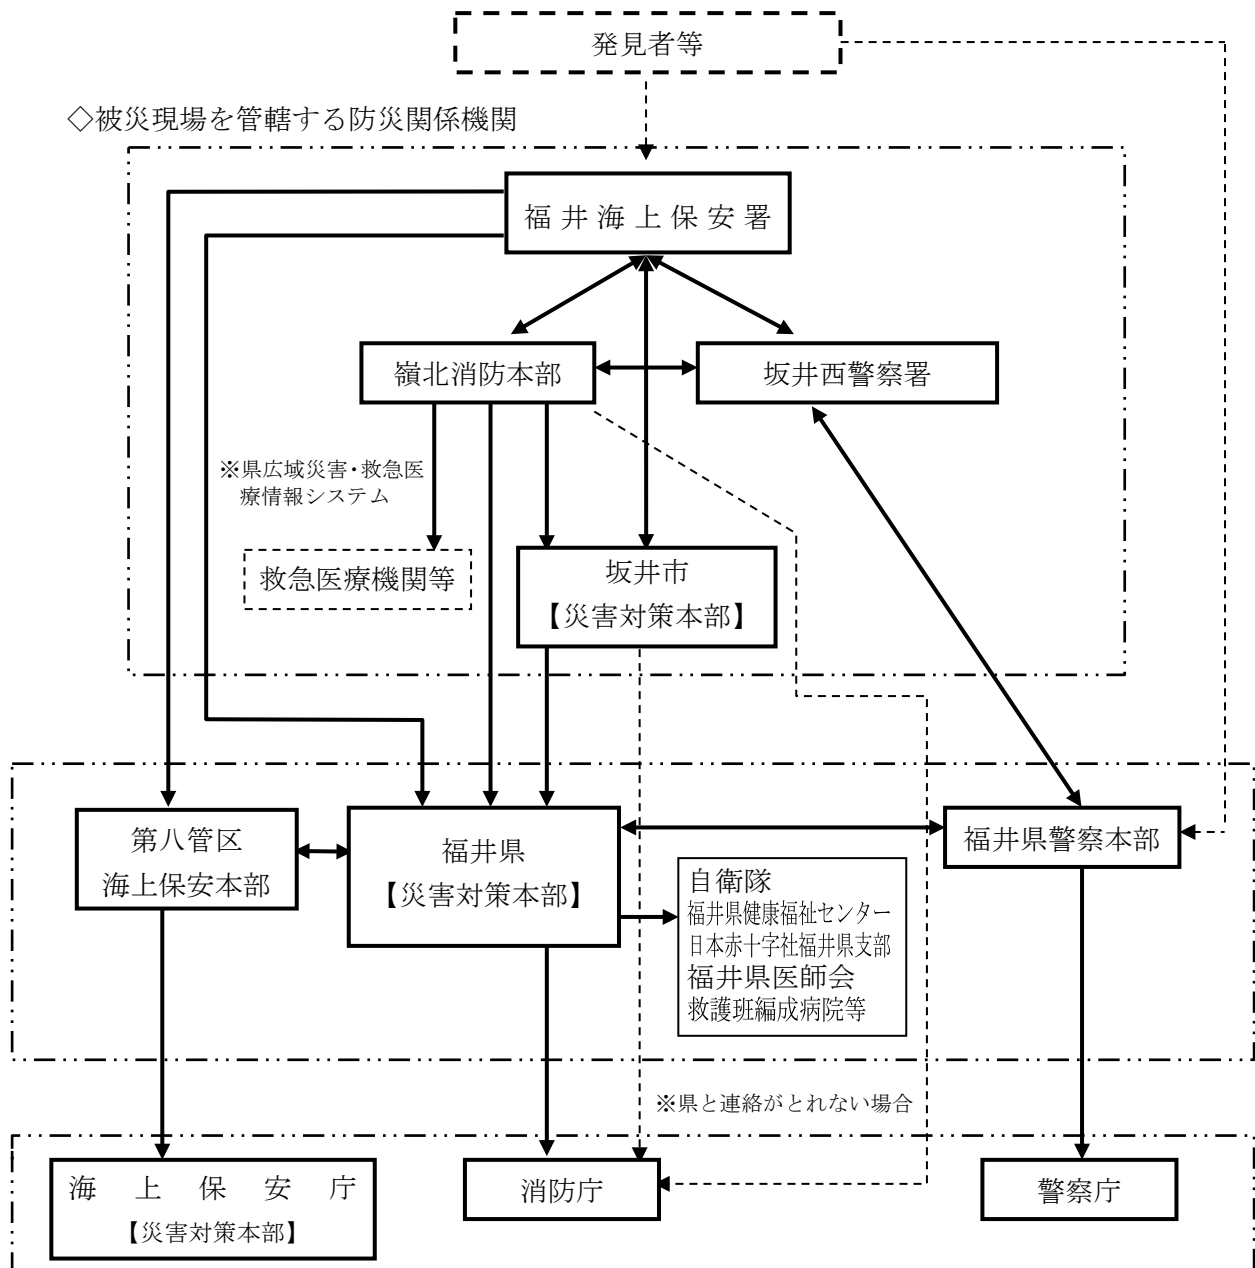 発見者等
◇被災現場を管轄する防災関係機関
福井海上保安署
嶺北消防本部
坂井西警察署
※県広域災害・救急医
療情報システム
救急医療機関等
坂井市
【災害対策本部】
第八管区
海上保安本部
福井県
【災害対策本部】
福井県警察本部
自衛隊
福井県健康福祉センター
日本赤十字社福井県支部
福井県医師会
救護班編成病院等
※県と連絡がとれない場合
海上保安庁
【災害対策本部】
消防庁
警察庁